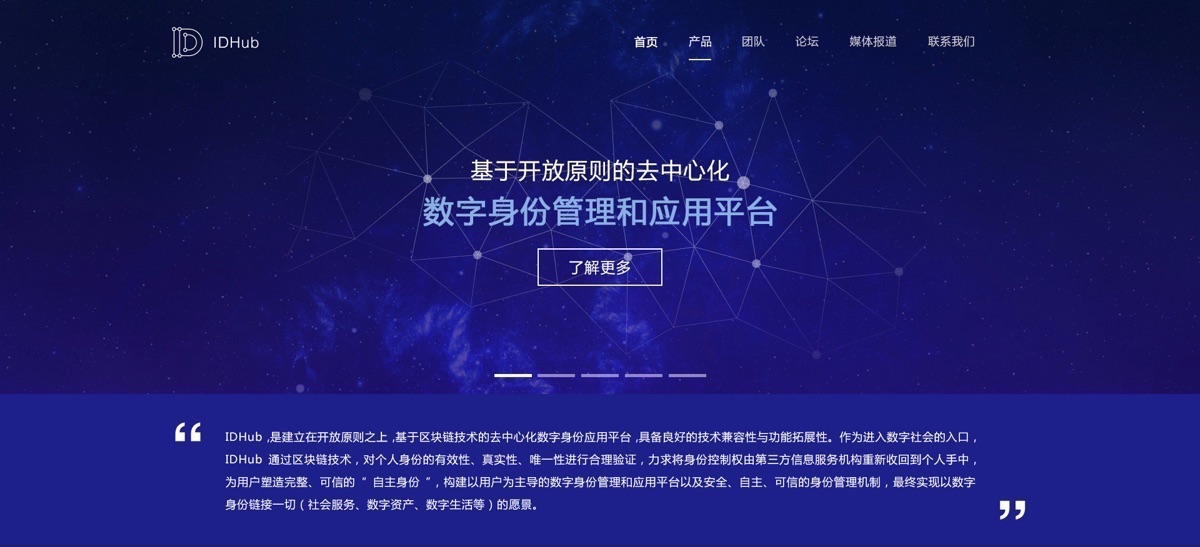 IDHub
首页 产品 团队 论坛 媒体报道 联系我们
基于开放原则的去中心化
数字身份管理和应用平台
了解更多
“
IDHub ,是建立在开放原则之上 ,基于区块链技术的去中心化数字身份应用平台 ,具备良好的技术兼容性与功能拓展性。作为进入数字社会的入口，
IDHub 通过区块链技术，对个人身份的有效性、真实性、唯一性进行合理验证，力求将身份控制权由第三方信息服务机构重新收回到个人手中，
为用户塑造完整、可信的 ” 自主身份 “，构建以用户为主导的数字身份管理和应用平台以及安全、自主、可信的身份管理机制，最终实现以数字
身份链接一切（社会服务、数字资产、数字生活等）的愿景。
”